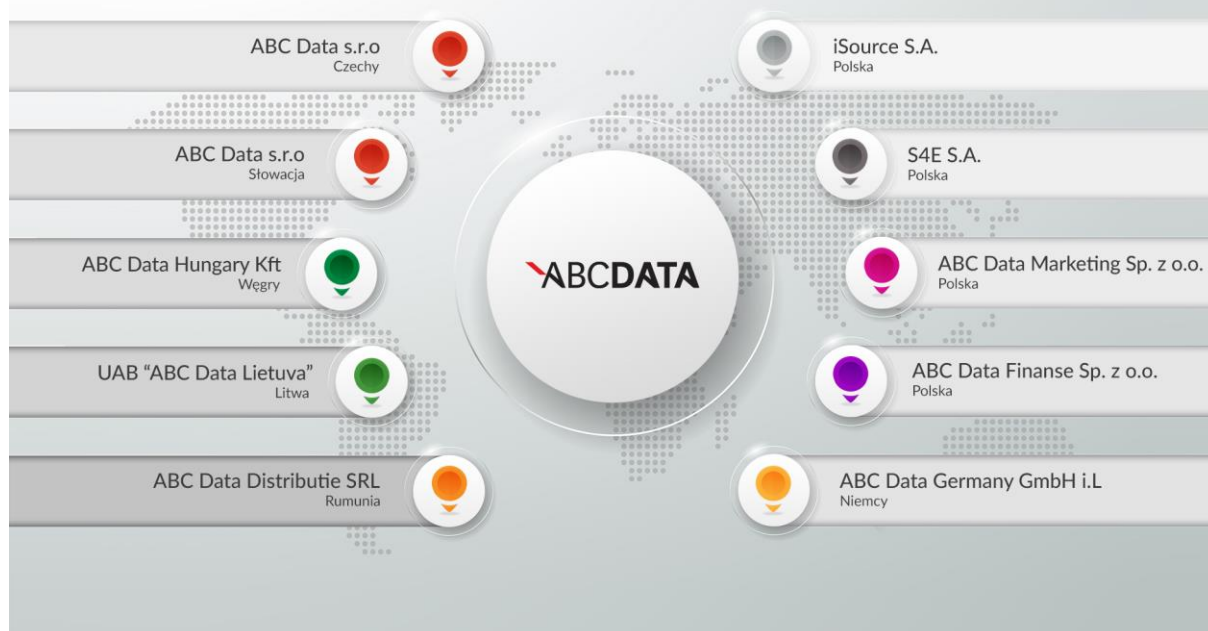 ABC Data s.r.o
Czechy
ABC Data s.r.o
Słowacja
ABC Data Hungary Kft
Węgry
UAB “ABC Data Lietuva”
Litwa
ABC Data Distributie SRL
Rumunia
ABCDATA
iSource S.A.
Polska
S4E S.A.
Polska
ABC Data Marketing Sp. z o.o.
Polska
ABC Data Finanse Sp. z o.o.
Polska
ABC Data Germany GmbH i.L
Niemcy